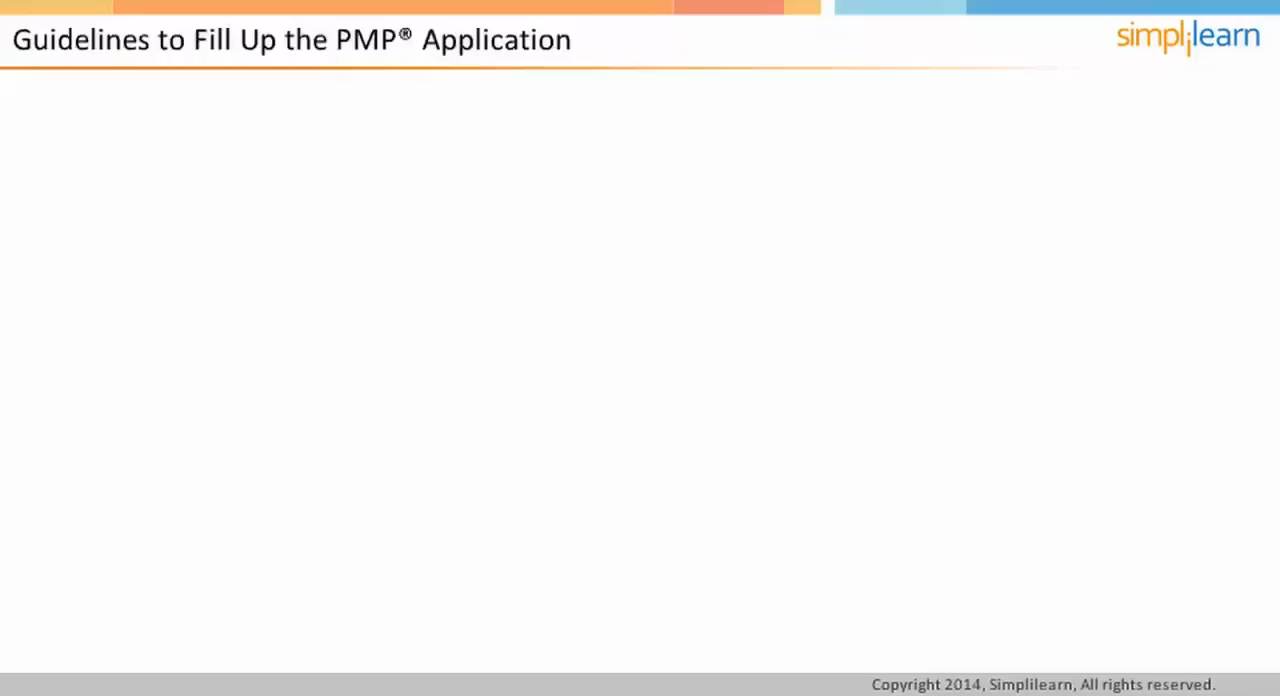 Guidelines to Fill Up the PMP® Application
simplilearn
Copyright 2014, Simplilearn, All rights reserved.